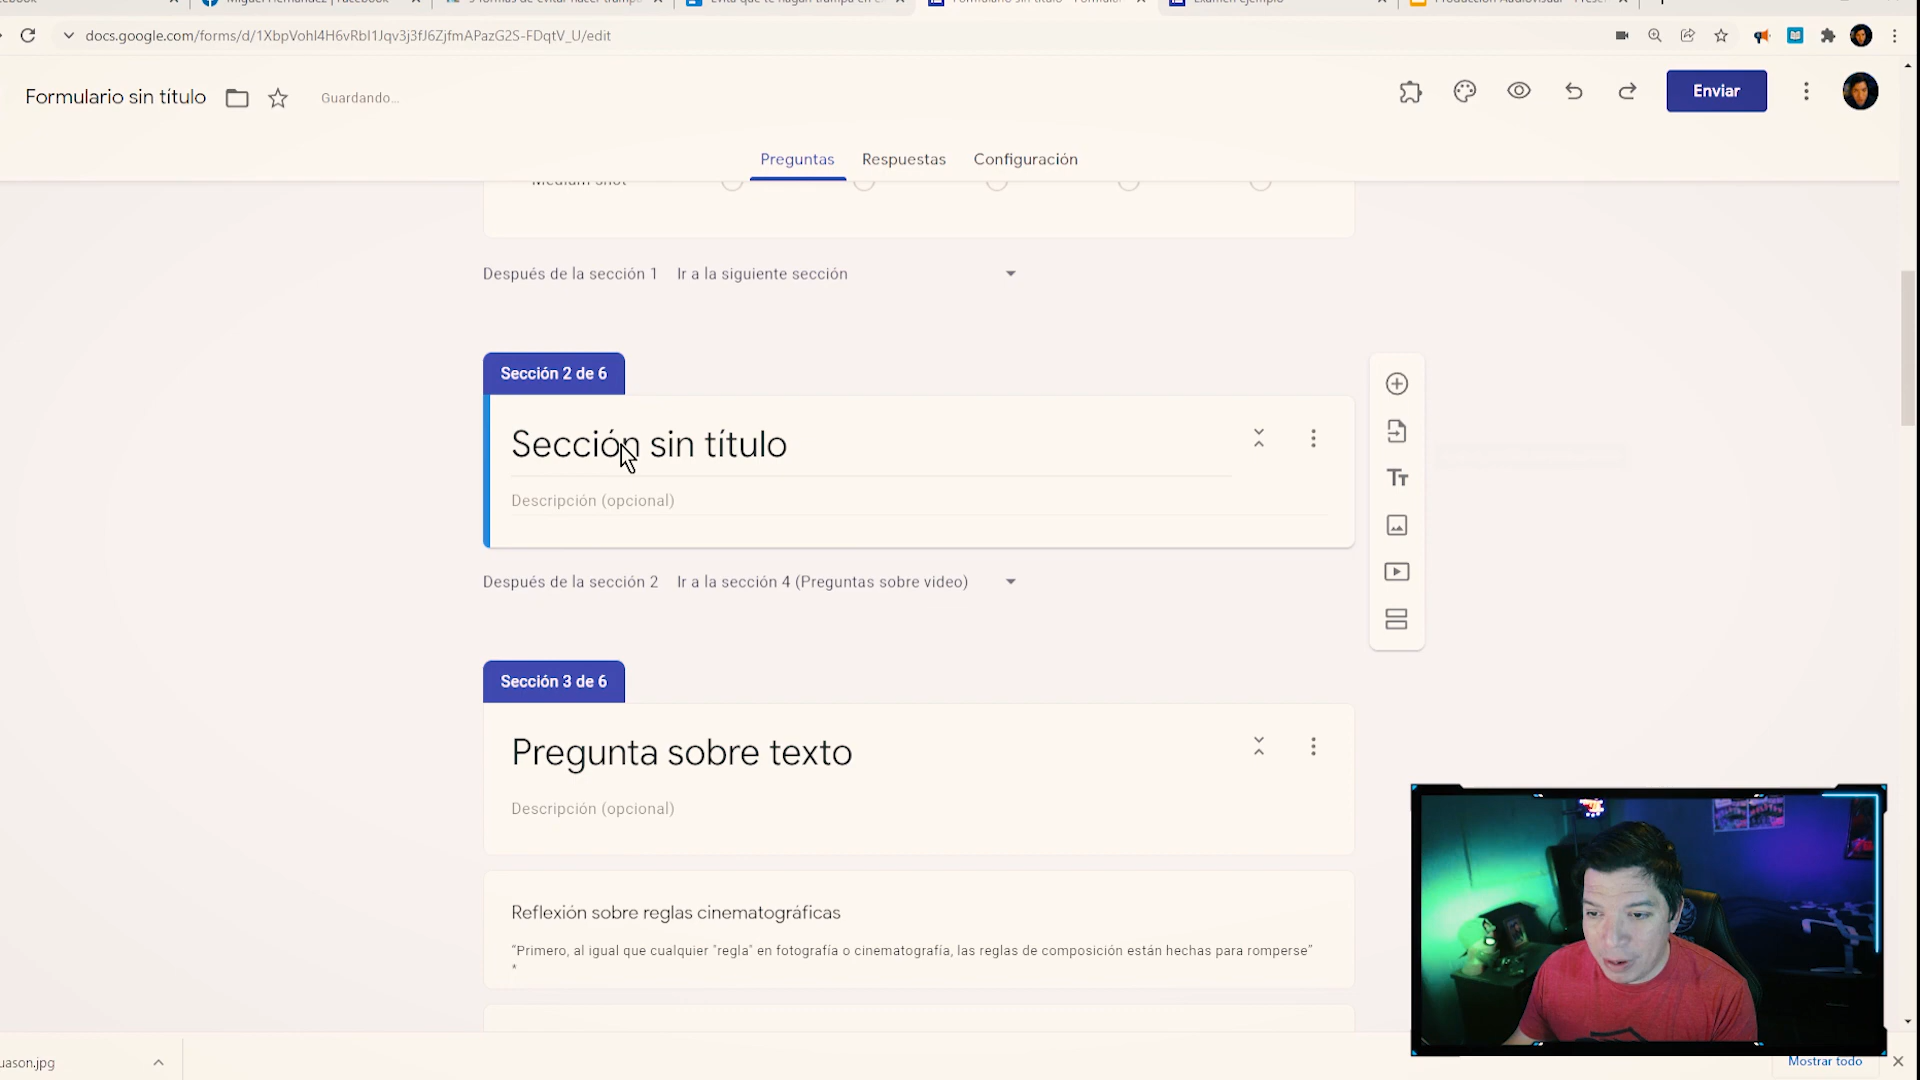 docs.google.com/forms/d/1XbpVohI4H6vRbI1Jqv3j3fJ6ZjfmAPazG2S-FDqtV_U/edit
Formulario sin título
Guardando...
Enviar
Preguntas
Respuestas
Configuración
Medium shot
Después de la sección 1 Ir a la siguiente sección
Sección 2 de 6
Sección sin título
Descripción (opcional)
Después de la sección 2 Ir a la sección 4 (Preguntas sobre video)
Sección 3 de 6
Pregunta sobre texto
Descripción (opcional)
Reflexión sobre reglas cinematográficas
“Primero, al igual que cualquier "regla" en fotografía o cinematografía, las reglas de composición están hechas para romperse”
*
uason.jpg
Mostrar todo